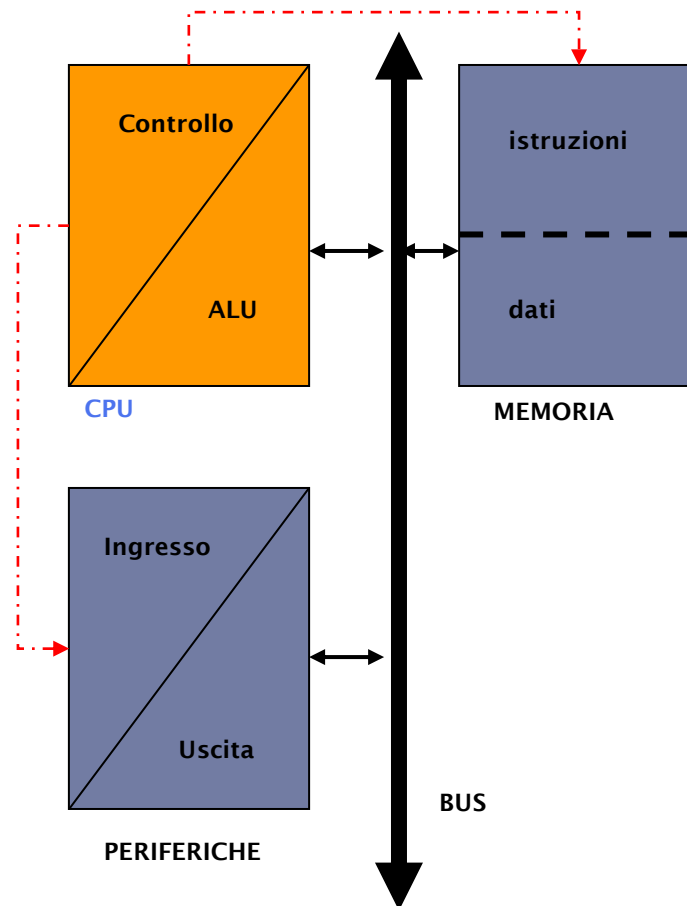 Controllo
istruzioni
ALU
dati
CPU
MEMORIA
Ingresso
Uscita
BUS
PERIFERICHE